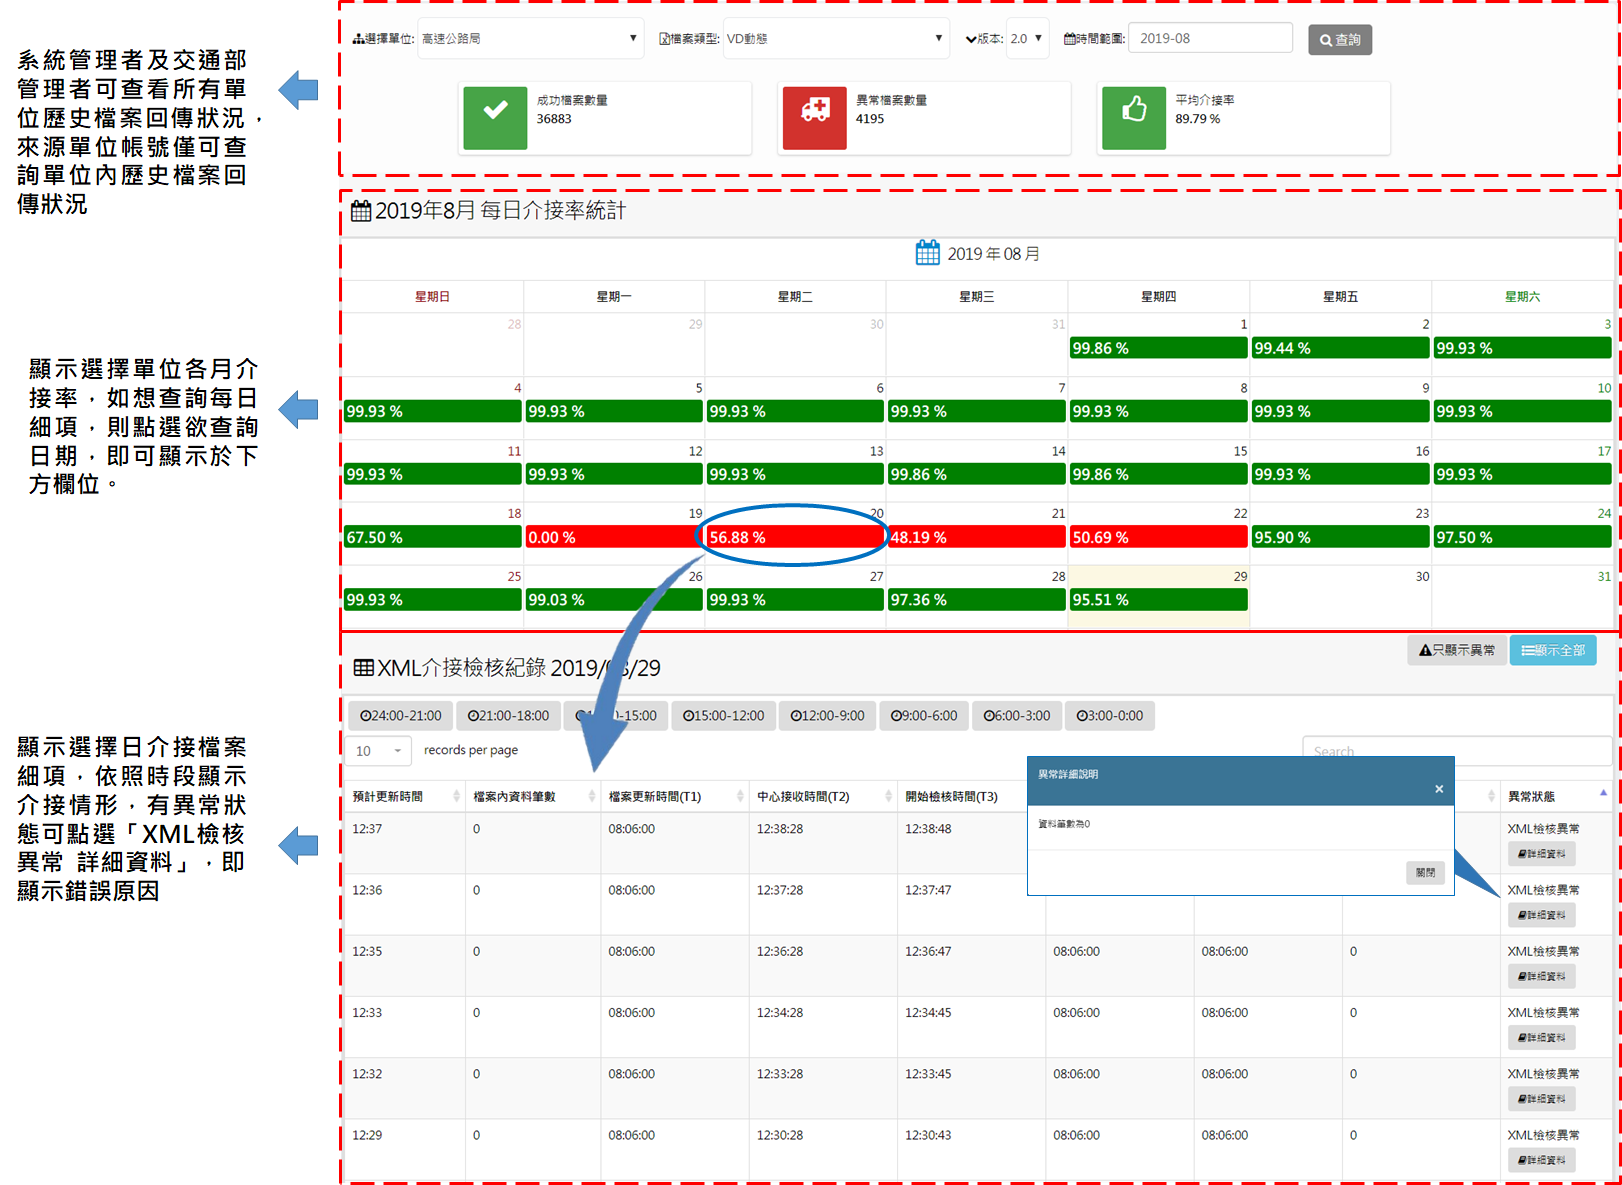 系統管理者及交通部
管理者可查看所有單
位歷史檔案回傳狀況，
來源單位帳號僅可查
詢單位內歷史檔案回
傳狀況
選擇單位: 高速公路局 檔案類型: VD動態 版本: 2.0 時間範圍: 2019-08 查詢
成功檔案數量
36883
異常檔案數量
4195
平均介接率
89.79 %
2019年8月 每日介接率統計
2019 年 08 月
星期日 星期一 星期二 星期三 星期四 星期五 星期六
28 29 30 31 1 2 3
99.86 % 99.44 % 99.93 %
4 5 6 7 8 9 10
99.93 % 99.93 % 99.93 % 99.93 % 99.93 % 99.93 % 99.93 %
11 12 13 14 15 16 17
99.93 % 99.93 % 99.93 % 99.86 % 99.86 % 99.93 % 99.93 %
18 19 20 21 22 23 24
67.50 % 0.00 % 56.88 % 48.19 % 50.69 % 95.90 % 97.50 %
25 26 27 28 29 30 31
99.93 % 99.03 % 99.93 % 97.36 % 95.51 %
顯示選擇單位各月介
接率，如想查詢每日
細項，則點選欲查詢
日期，即可顯示於下
方欄位。
只顯示異常 顯示全部
XML介接檢核紀錄 2019/08/29
24:00-21:00 21:00-18:00 -15:00 15:00-12:00 12:00-9:00 9:00-6:00 6:00-3:00 3:00-0:00
10 records per page Search
預計更新時間 檔案內資料筆數 檔案更新時間(T1) 中心接收時間(T2) 開始檢核時間(T3) 異常狀態
12:37 0 08:06:00 12:38:28 12:38:48 XML檢核異常
詳細資料
12:36 0 08:06:00 12:37:28 12:37:47 XML檢核異常
詳細資料
12:35 0 08:06:00 12:36:28 12:36:47 08:06:00 08:06:00 0 XML檢核異常
詳細資料
12:33 0 08:06:00 12:34:28 12:34:45 08:06:00 08:06:00 0 XML檢核異常
詳細資料
12:32 0 08:06:00 12:33:28 12:33:45 08:06:00 08:06:00 0 XML檢核異常
詳細資料
12:29 0 08:06:00 12:30:28 12:30:43 08:06:00 08:06:00 0 XML檢核異常
詳細資料
異常詳細說明 ×
資料筆數為0
關閉
顯示選擇日介接檔案
細項，依照時段顯示
介接情形，有異常狀
態可點選「XML檢核
異常 詳細資料」，即
顯示錯誤原因